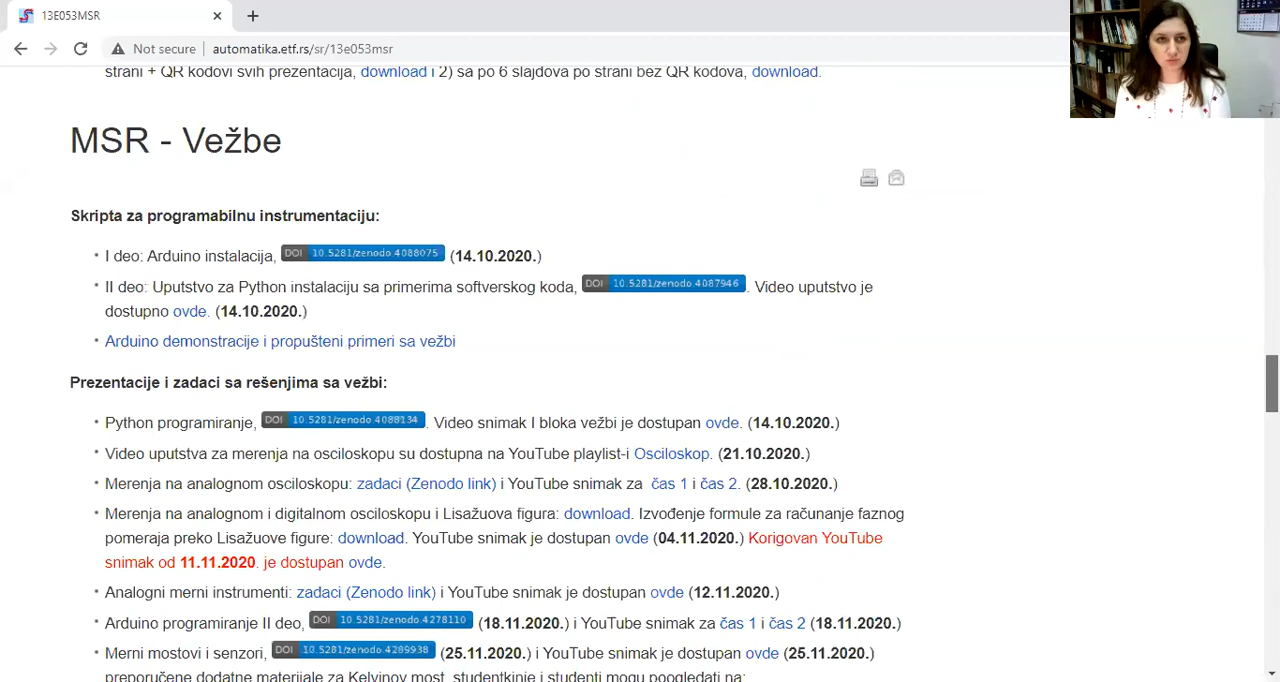 13E053MSR
Not secure automatika.etf.rs/sr/13e053msr
strani + QR kodovi svih prezentacija, download i 2) sa po 6 slajdova po strani bez QR kodova, download.
MSR - Vežbe
Skripta za programabilnu instrumentaciju:
• I deo: Arduino instalacija, DOI 10.5281/zenodo.4088075 (14.10.2020.)
• II deo: Uputstvo za Python instalaciju sa primerima softverskog koda, DOI 10.5281/zenodo.4087946. Video uputstvo je
dostupno ovde. (14.10.2020.)
• Arduino demonstracije i propušteni primeri sa vežbi
Prezentacije i zadaci sa rešenjima sa vežbi:
• Python programiranje, DOI 10.5281/zenodo.4088134. Video snimak I bloka vežbi je dostupan ovde. (14.10.2020.)
• Video uputstva za merenja na osciloskopu su dostupna na YouTube playlist-i Osciloskop. (21.10.2020.)
• Merenja na analognom osciloskopu: zadaci (Zenodo link) i YouTube snimak za čas 1 i čas 2. (28.10.2020.)
• Merenja na analognom i digitalnom osciloskopu i Lisažuova figura: download. Izvođenje formule za računanje faznog
pomeraja preko Lisažuove figure: download. YouTube snimak je dostupan ovde (04.11.2020.) Korigovan YouTube
snimak od 11.11.2020. je dostupan ovde.
• Analogni merni instrumenti: zadaci (Zenodo link) i YouTube snimak je dostupan ovde (12.11.2020.)
• Arduino programiranje II deo, DOI 10.5281/zenodo.4278110 (18.11.2020.) i YouTube snimak za čas 1 i čas 2 (18.11.2020.)
• Merni mostovi i senzori, DOI 10.5281/zenodo.4289938 (25.11.2020.) i YouTube snimak je dostupan ovde (25.11.2020.)
preporučene dodatne materijale za Kelvinov most, studentkinje i studenti mogu poogledati na: